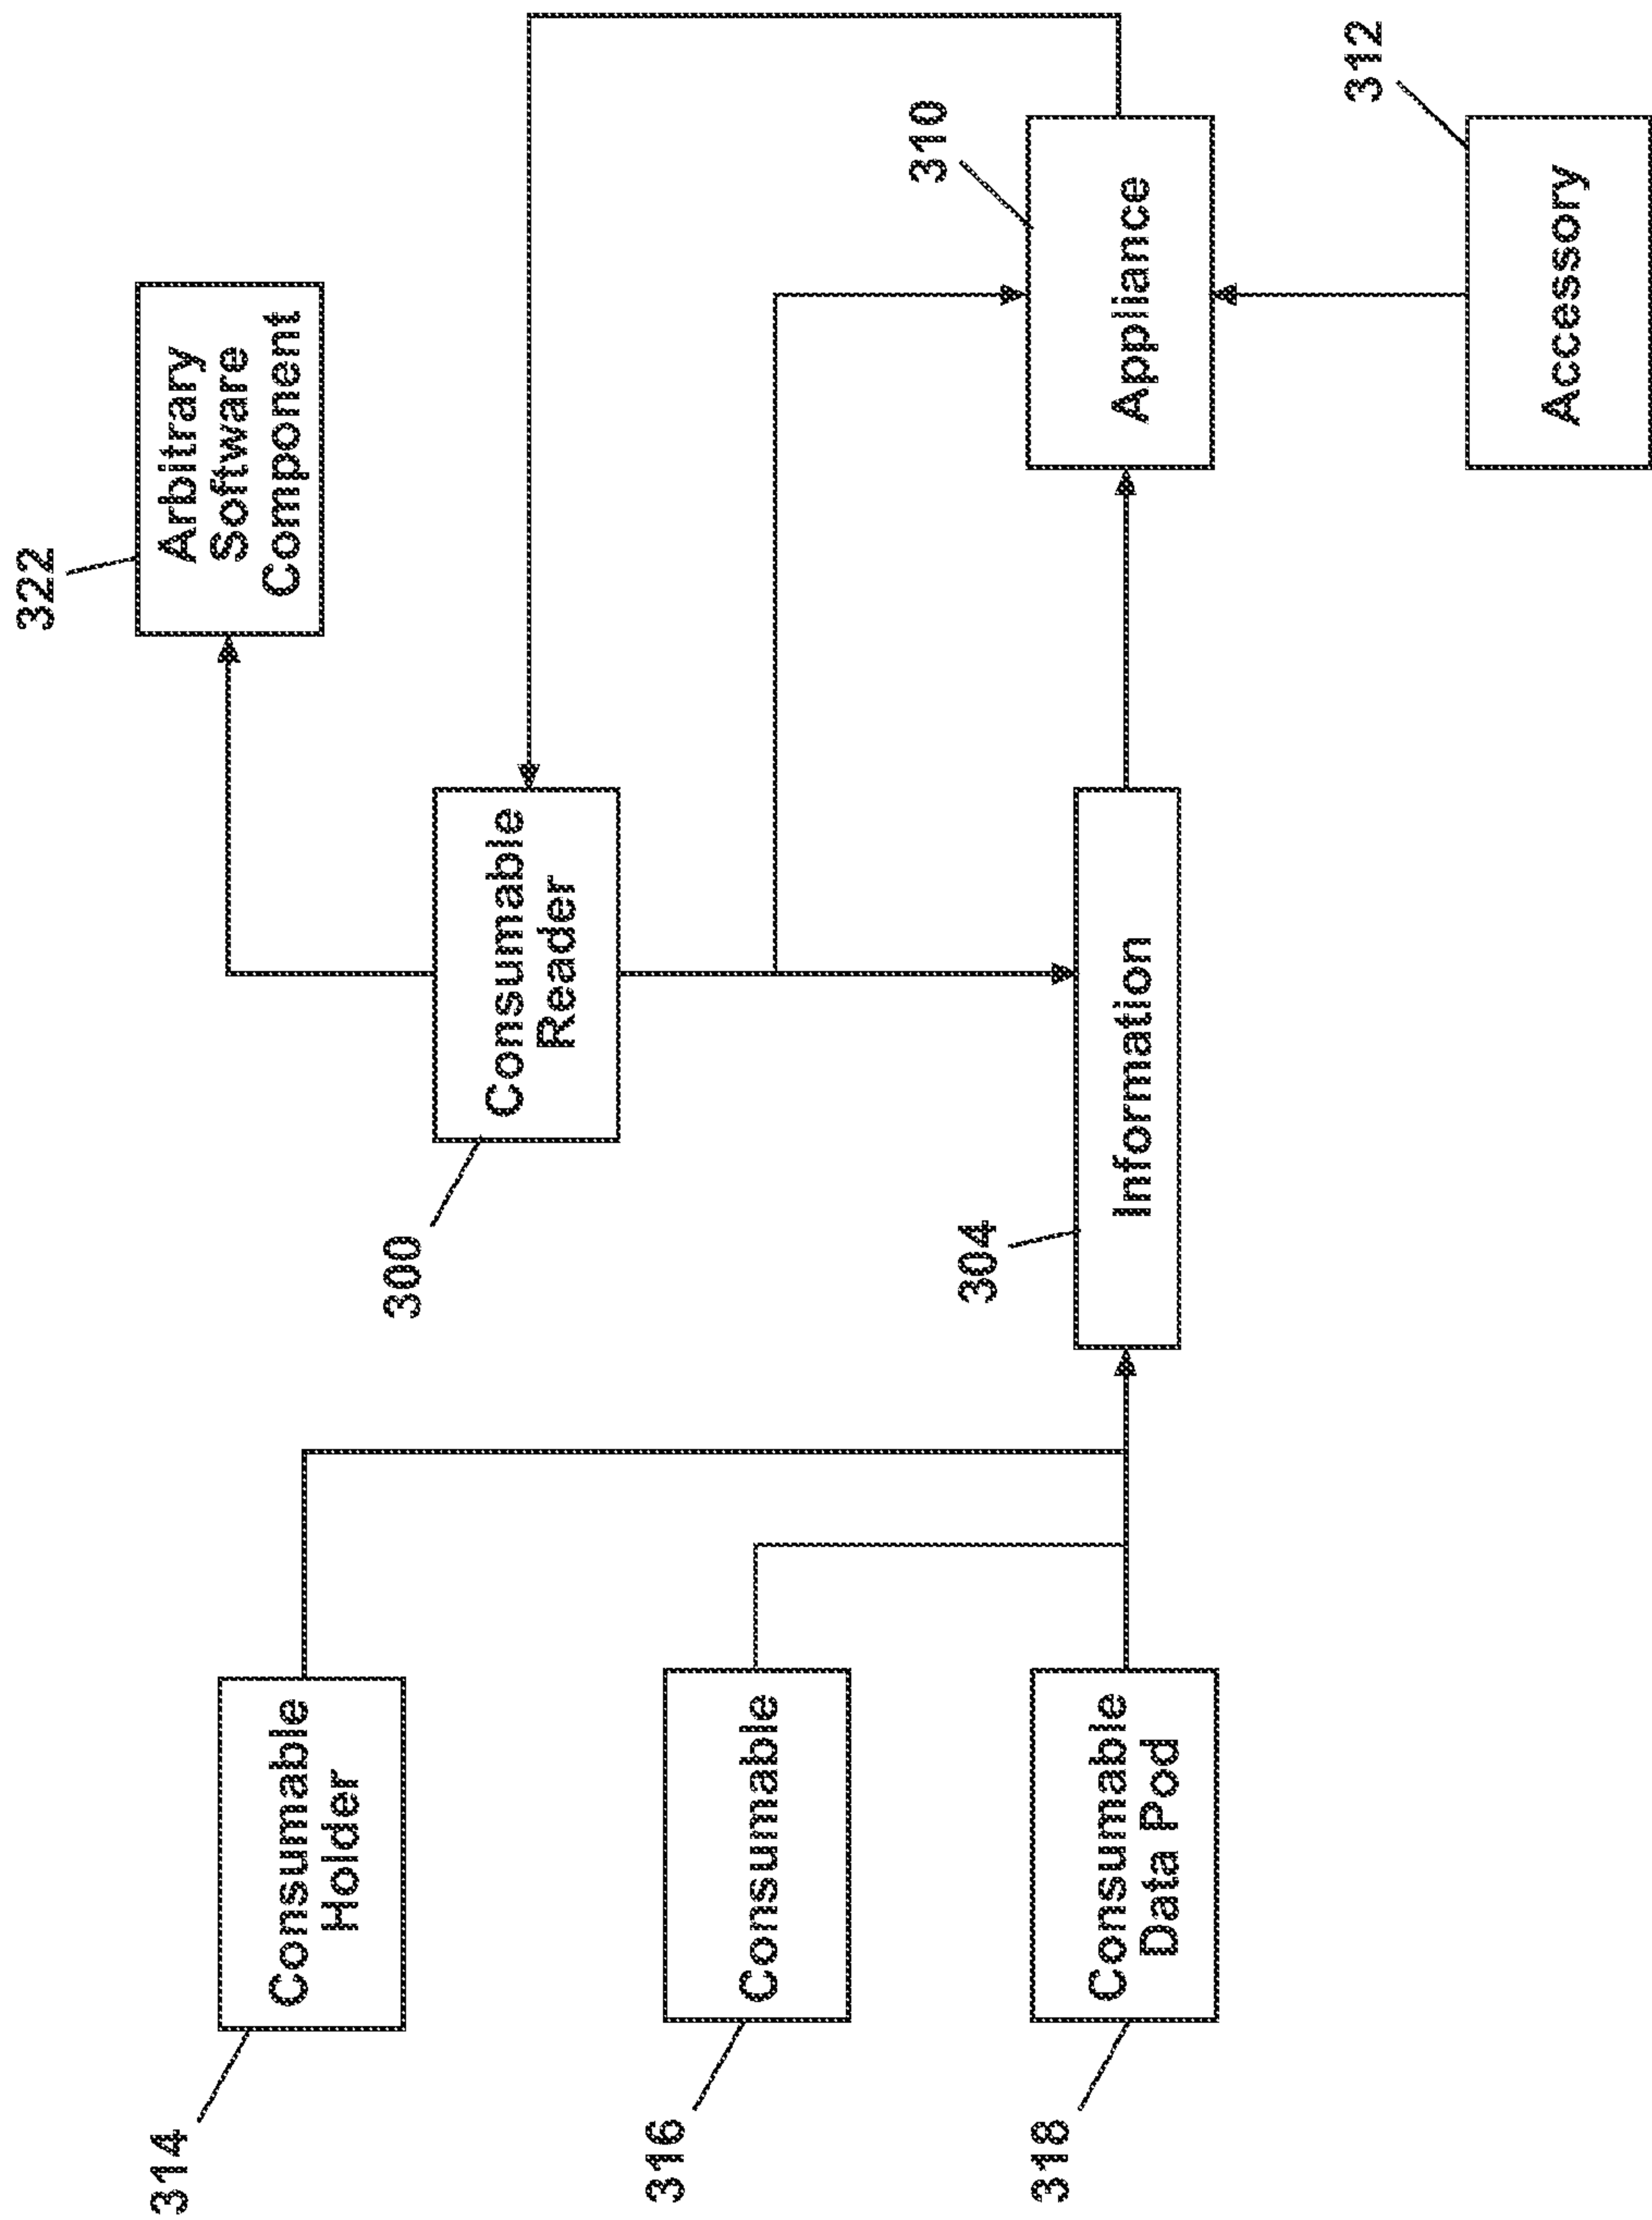 322
Arbitrary
Software
Component
314
Consumable
Holder
300
Consumable
Reader
316
Consumable
310
Appliance
304
Information
318
Consumable
Data Pod
312
Accessory